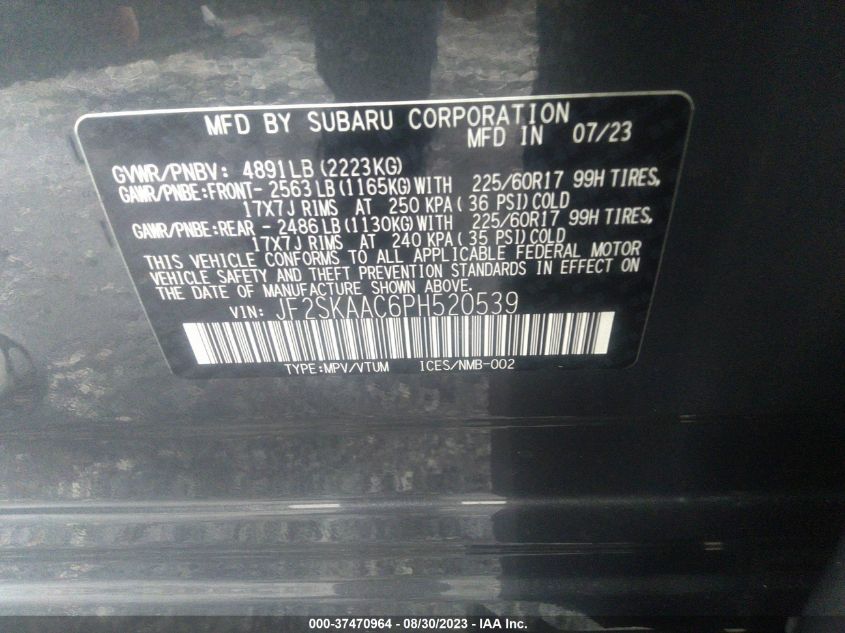 MFD BY SUBARU CORPORATION
MFD IN 07/23
GVWR/PNBV: 4891LB (2223KG)
GAWR/PNBE:FRONT- 2563 LB (1165KG) WITH 225/60R17 99H TIRES,
17X7J RIMS AT 250 KPA ( 36 PSI) COLD
GAWR/PNBE:REAR - 2486 LB (1130KG) WITH 225/60R17 99H TIRES,
17X7J RIMS AT 240 KPA ( 35 PSI) COLD
THIS VEHICLE CONFORMS TO ALL APPLICABLE FEDERAL MOTOR
VEHICLE SAFETY AND THEFT PREVENTION STANDARDS IN EFFECT ON
THE DATE OF MANUFACTURE SHOWN ABOVE.
VIN: JF2SKAAC6PH520539
TYPE:MPV/VTUM ICES/NMB-002
000-37470964 - 08/30/2023 - IAA Inc.